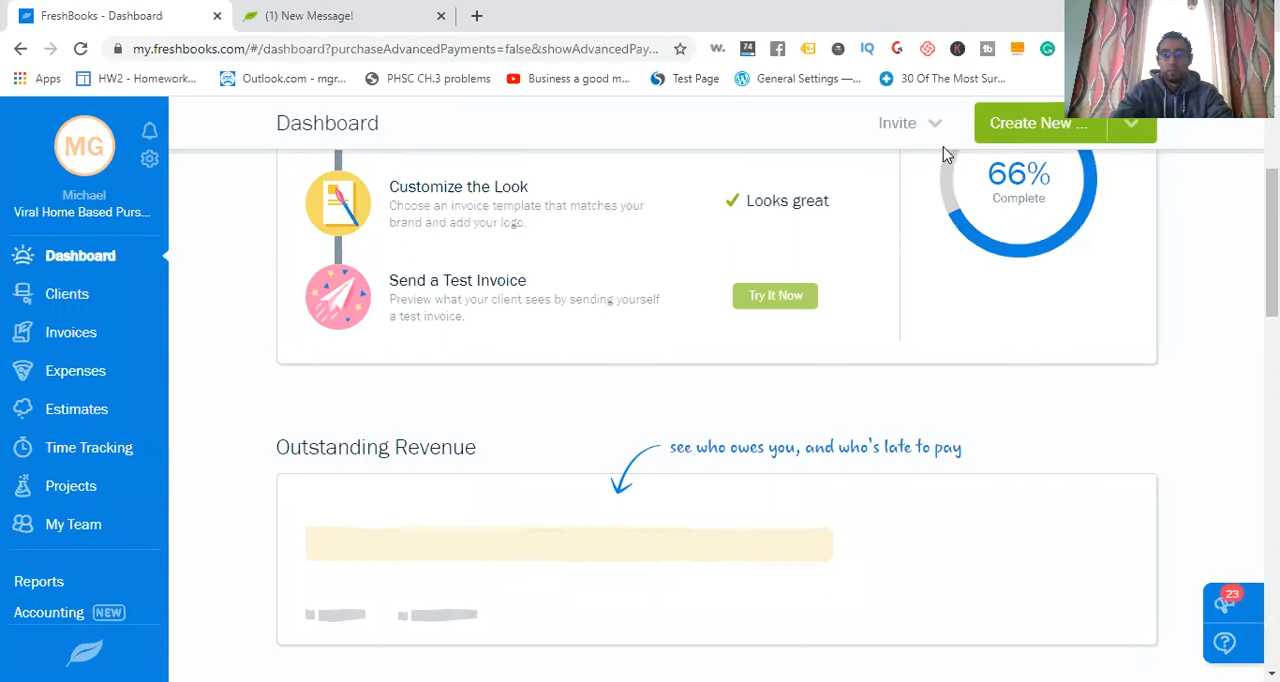 FreshBooks - Dashboard
(1) New Message!
my.freshbooks.com/#/dashboard?purchaseAdvancedPayments=false&showAdvancedPay...
w.
74
IQ
G
K
Apps
HW2 - Homework...
Outlook.com - mgr...
PHSC CH.3 problems
Business a good m...
Test Page
General Settings —...
30 Of The Most Sur...
MG
Michael
Viral Home Based Purs...
Dashboard
Clients
Invoices
Expenses
Estimates
Time Tracking
Projects
My Team
Reports
Accounting NEW
Dashboard
Invite
Create New ...
Customize the Look
Choose an invoice template that matches your
brand and add your logo.
Looks great
66%
Complete
Send a Test Invoice
Preview what your client sees by sending yourself
a test invoice.
Try It Now
Outstanding Revenue
see who owes you, and who's late to pay
23